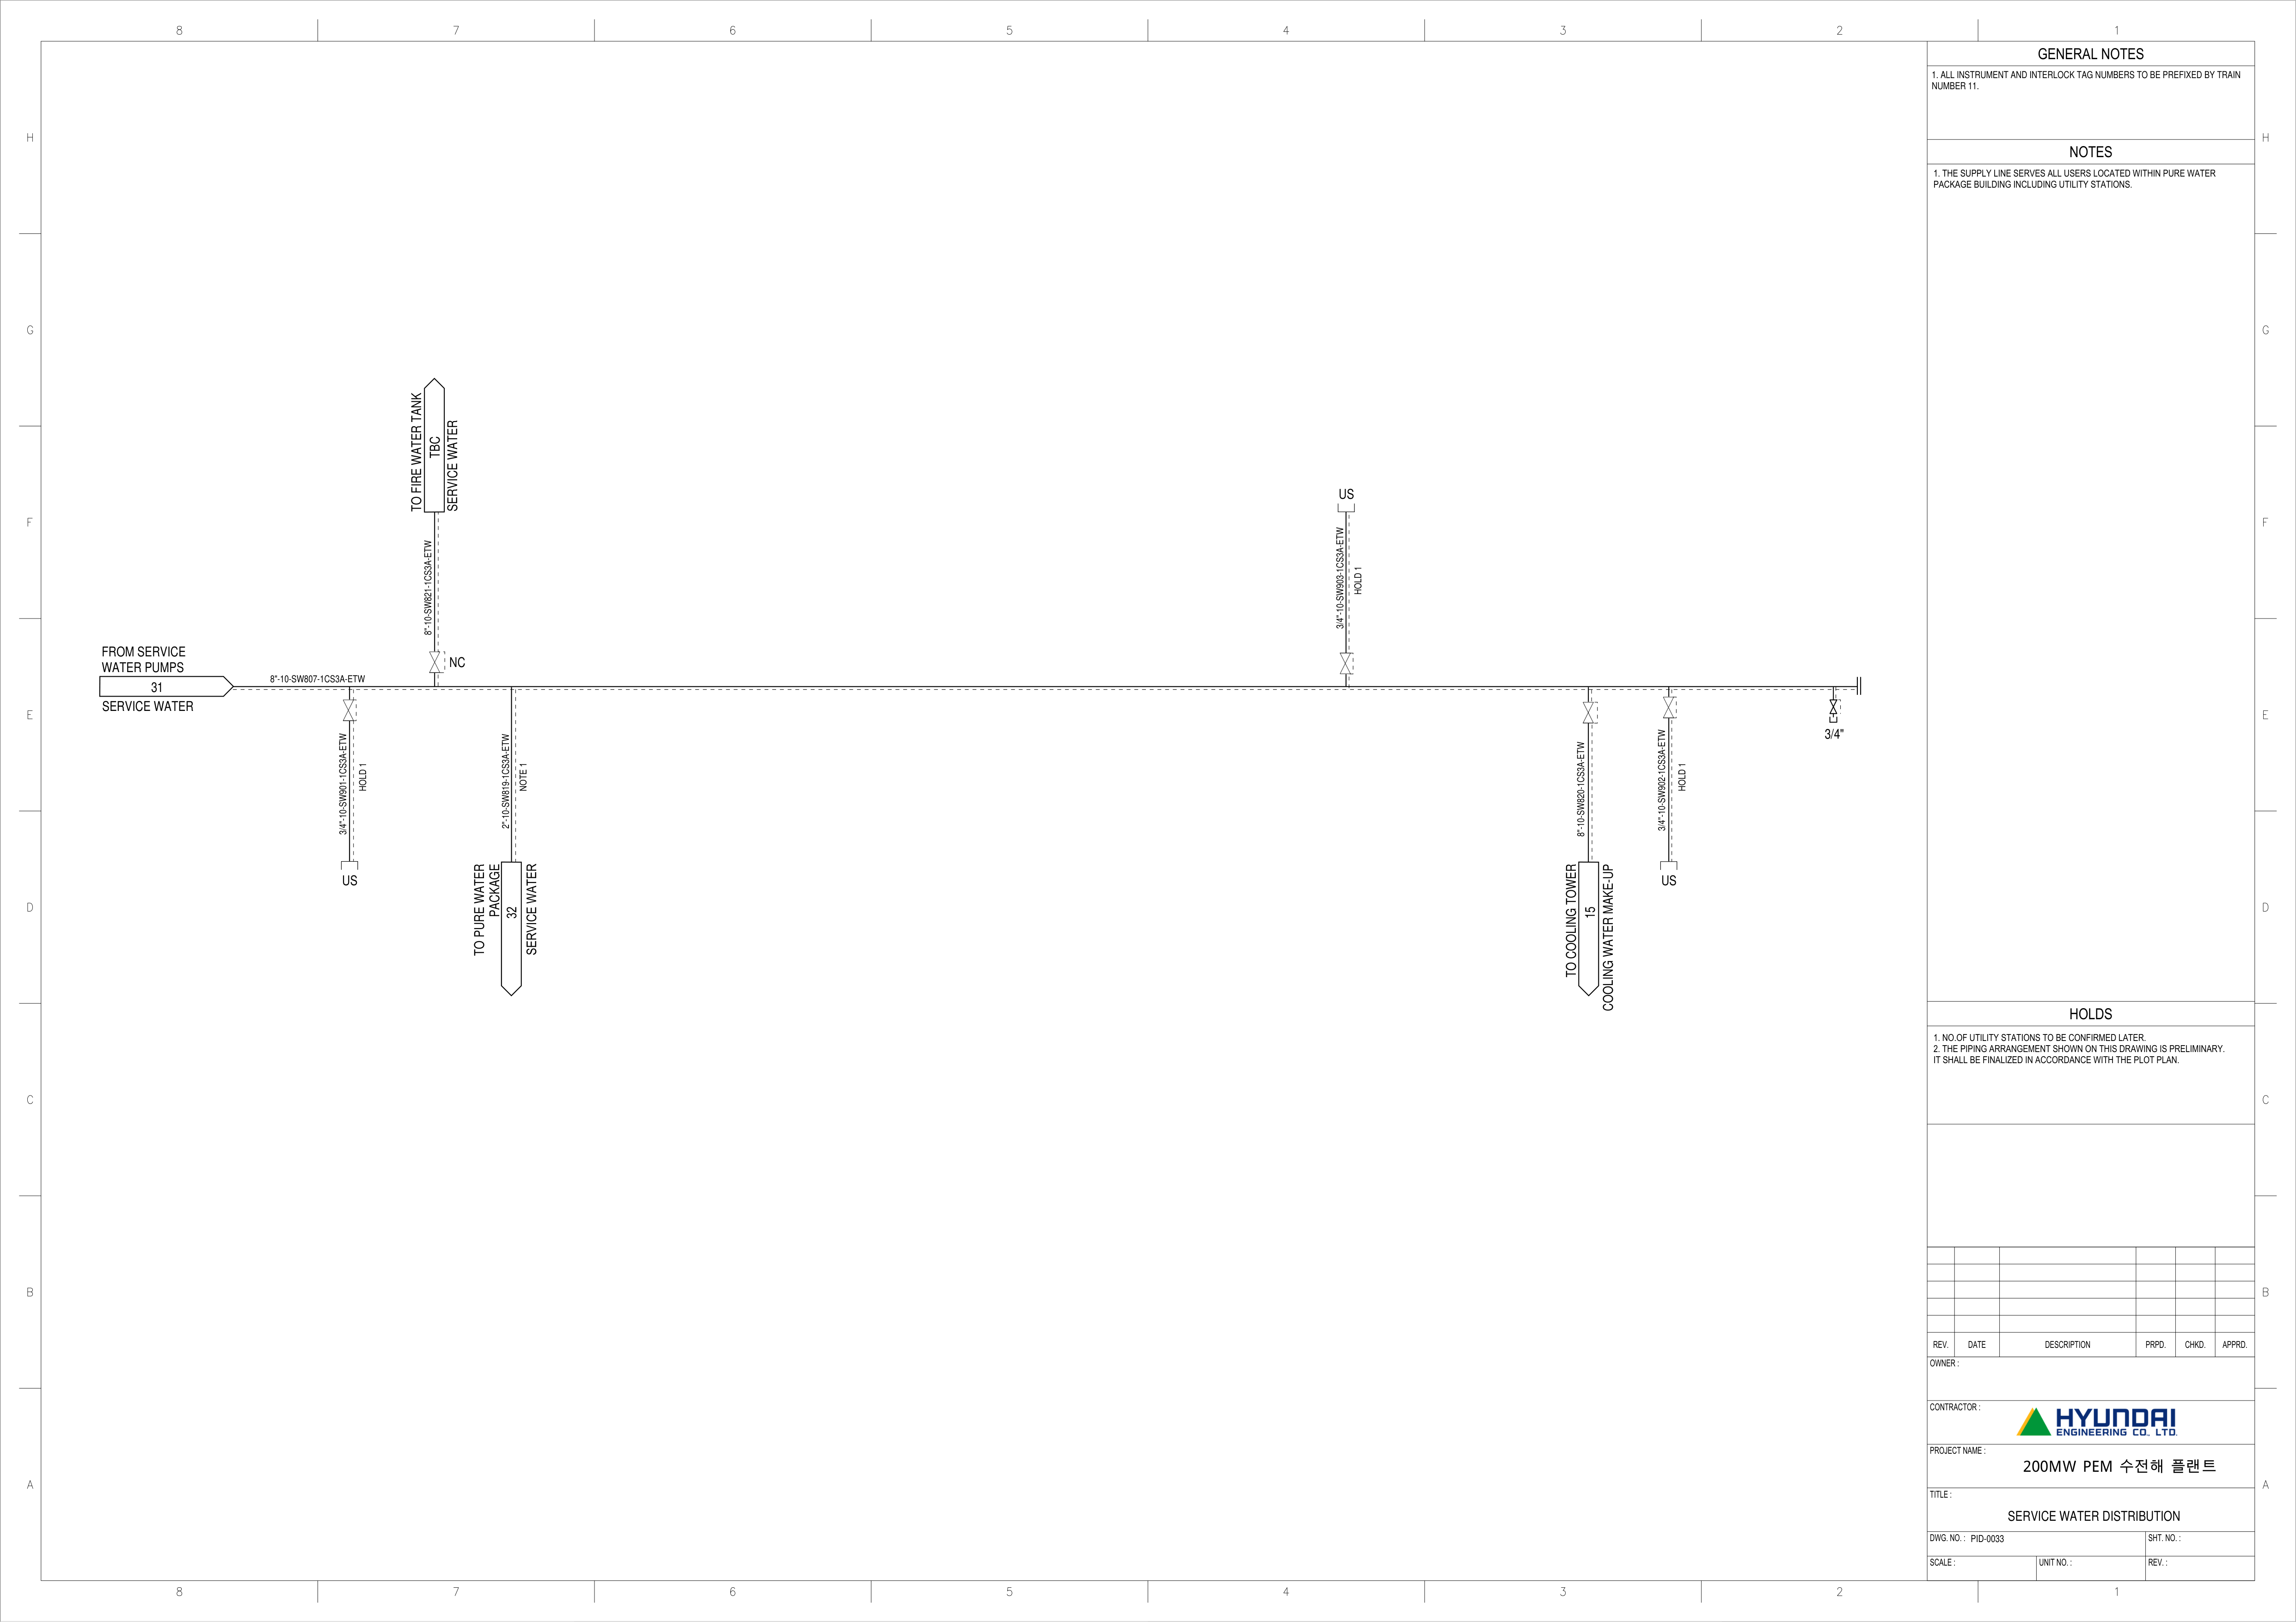 8 7 6 5 4 3 2 1
H
G
F
E
D
C
B
A
TO FIRE WATER TANK
TBC
SERVICE WATER
8"-10-SW821-1CS3A-ETW
NC
FROM SERVICE
WATER PUMPS
31
SERVICE WATER
8"-10-SW807-1CS3A-ETW
3/4"-10-SW901-1CS3A-ETW
HOLD 1
US
2"-10-SW819-1CS3A-ETW
NOTE 1
TO PURE WATER
PACKAGE
32
SERVICE WATER
US
3/4"-10-SW903-1CS3A-ETW
HOLD 1
8"-10-SW820-1CS3A-ETW
TO COOLING TOWER
15
COOLING WATER MAKE-UP
3/4"-10-SW902-1CS3A-ETW
HOLD 1
US
3/4"
GENERAL NOTES
1. ALL INSTRUMENT AND INTERLOCK TAG NUMBERS TO BE PREFIXED BY TRAIN
NUMBER 11.
NOTES
1. THE SUPPLY LINE SERVES ALL USERS LOCATED WITHIN PURE WATER
PACKAGE BUILDING INCLUDING UTILITY STATIONS.
HOLDS
1. NO.OF UTILITY STATIONS TO BE CONFIRMED LATER.
2. THE PIPING ARRANGEMENT SHOWN ON THIS DRAWING IS PRELIMINARY.
IT SHALL BE FINALIZED IN ACCORDANCE WITH THE PLOT PLAN.
REV. DATE DESCRIPTION PRPD. CHKD. APPRD.
OWNER :
CONTRACTOR :
HYUNDAI
ENGINEERING CO., LTD.
PROJECT NAME :
200MW PEM 수전해 플랜트
TITLE :
SERVICE WATER DISTRIBUTION
DWG. NO. : PID-0033 SHT. NO. :
SCALE : UNIT NO. : REV. :
H
G
F
E
D
C
B
A
8 7 6 5 4 3 2 1